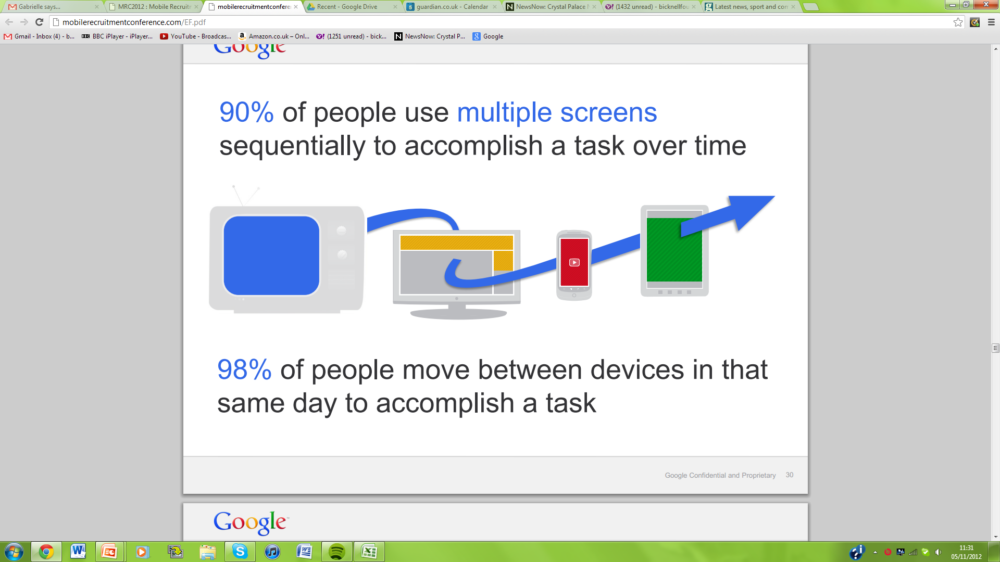 Gabrielle says...
MRC2012 : Mobile Recruitr
mobilerecruitmentconferer
Recent - Google Drive
guardian.co.uk - Calendar
NewsNow: Crystal Palace
(1432 unread) - bicknellfou
Latest news, sport and com
mobilerecruitmentconference.com/EF.pdf
Gmail - Inbox (4) - b...
BBC iPlayer - iPlayer...
YouTube - Broadcas...
Amazon.co.uk – Onl...
(1251 unread) - bick...
NewsNow: Crystal P...
Google
Google
90% of people use multiple screens
sequentially to accomplish a task over time
98% of people move between devices in that
same day to accomplish a task
Google Confidential and Proprietary 30
Google
11:31
05/11/2012